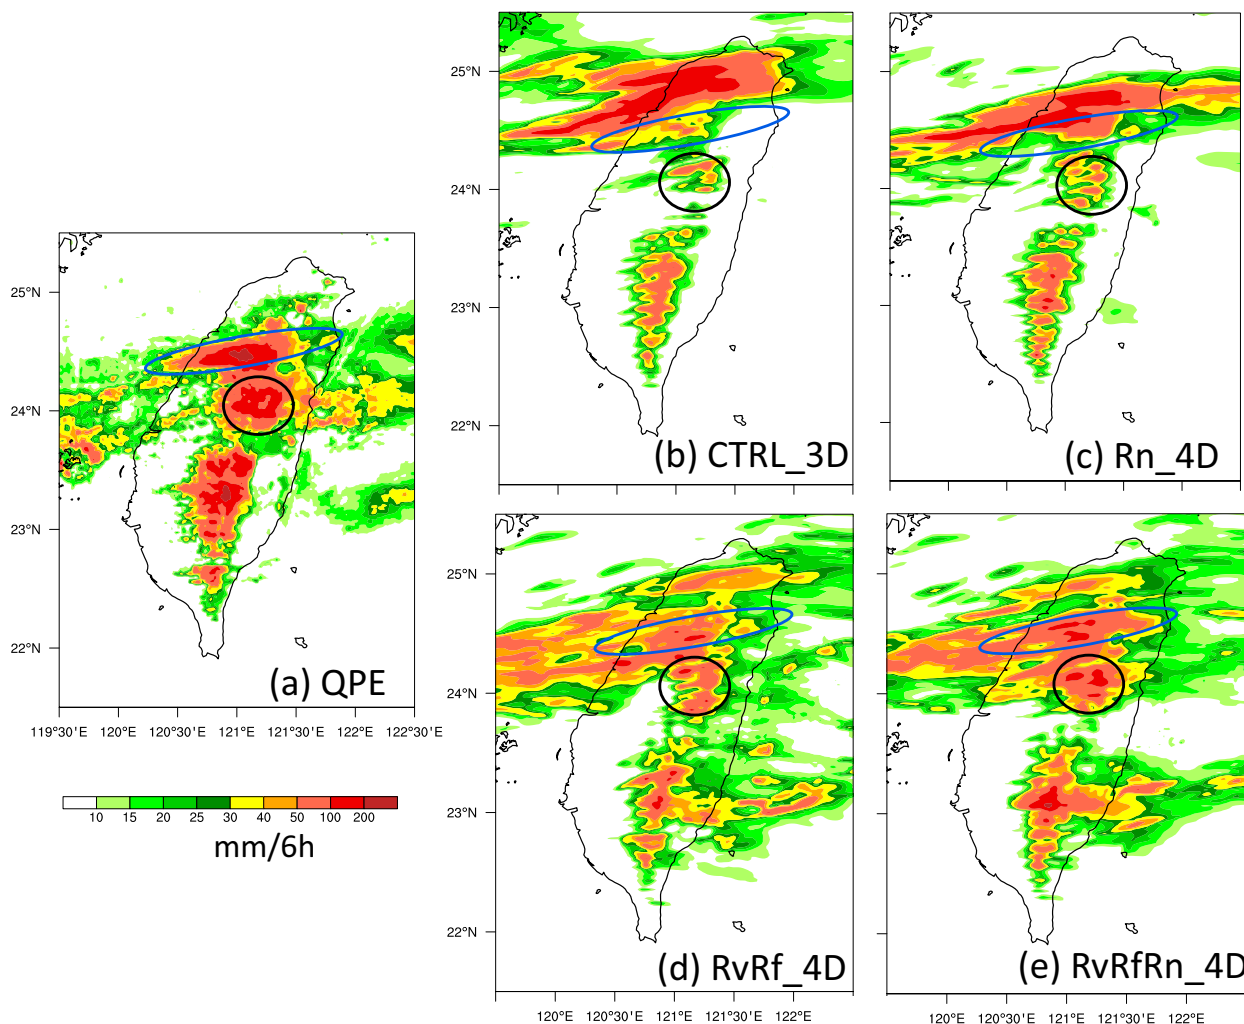 25°N
24°N
23°N
22°N
(b) CTRL_3D
(c) Rn_4D
25°N
24°N
23°N
22°N
(a) QPE
119°30'E 120°E 120°30'E 121°E 121°30'E 122°E 122°30'E
10 15 20 25 30 40 50 100 200
mm/6h
25°N
24°N
23°N
22°N
(d) RvRf_4D
(e) RvRfRn_4D
120°E 120°30'E 121°E 121°30'E 122°E
120°E 120°30'E 121°E 121°30'E 122°E